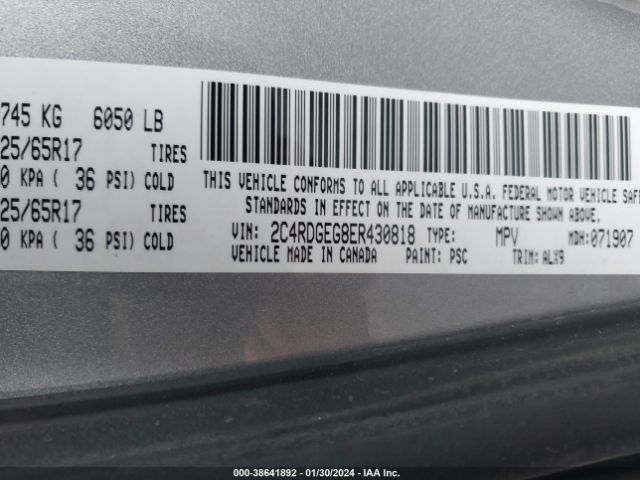 745 KG 6050 LB
25/65R17 TIRES
0 KPA ( 36 PSI) COLD
25/65R17 TIRES
0 KPA ( 36 PSI) COLD
THIS VEHICLE CONFORMS TO ALL APPLICABLE U.S.A. FEDERAL MOTOR VEHICLE SAFE
STANDARDS IN EFFECT ON THE DATE OF MANUFACTURE SHOWN ABOVE.
VIN: 2C4RDGEG8ER430818 TYPE: MPV MDH: 071907
VEHICLE MADE IN CANADA PAINT: PSC TRIM: ALX9
000-38641892 — 01/30/2024 — IAA Inc.